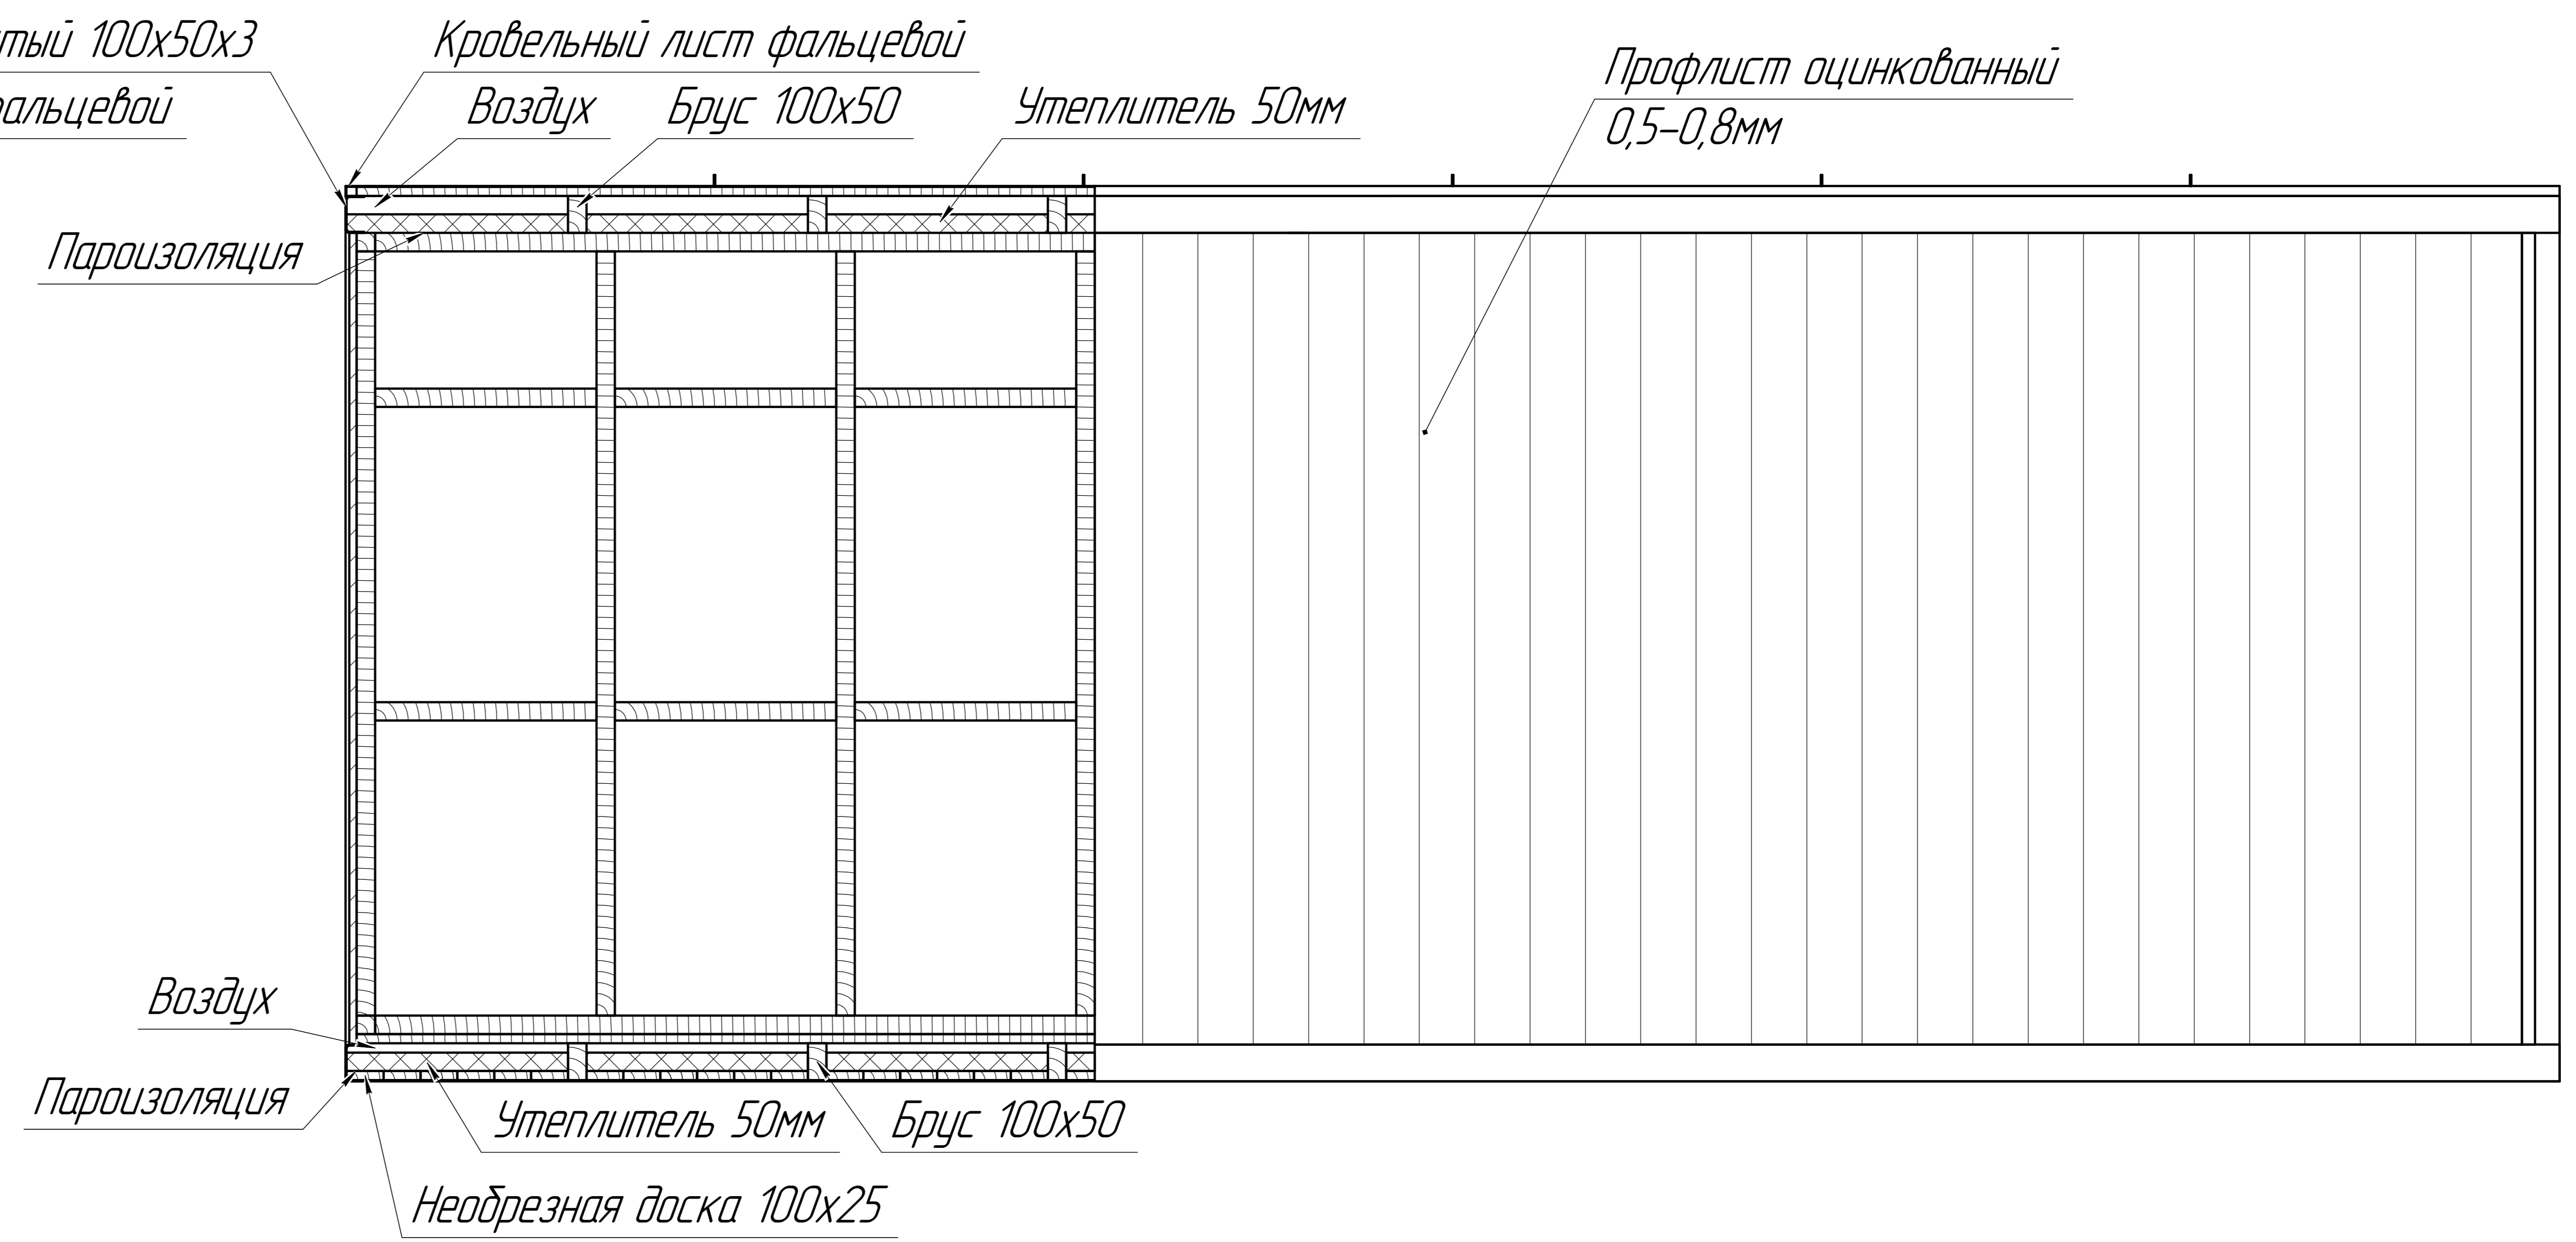 тый 100х50х3
Кровельный лист фальцевой
Профлист оцинкованный
0,5-0,8мм
альцевой
Воздух
Брус 100х50
Утеплитель 50мм
Пароизоляция
Воздух
Пароизоляция
Утеплитель 50мм
Брус 100х50
Необрезная доска 100х25